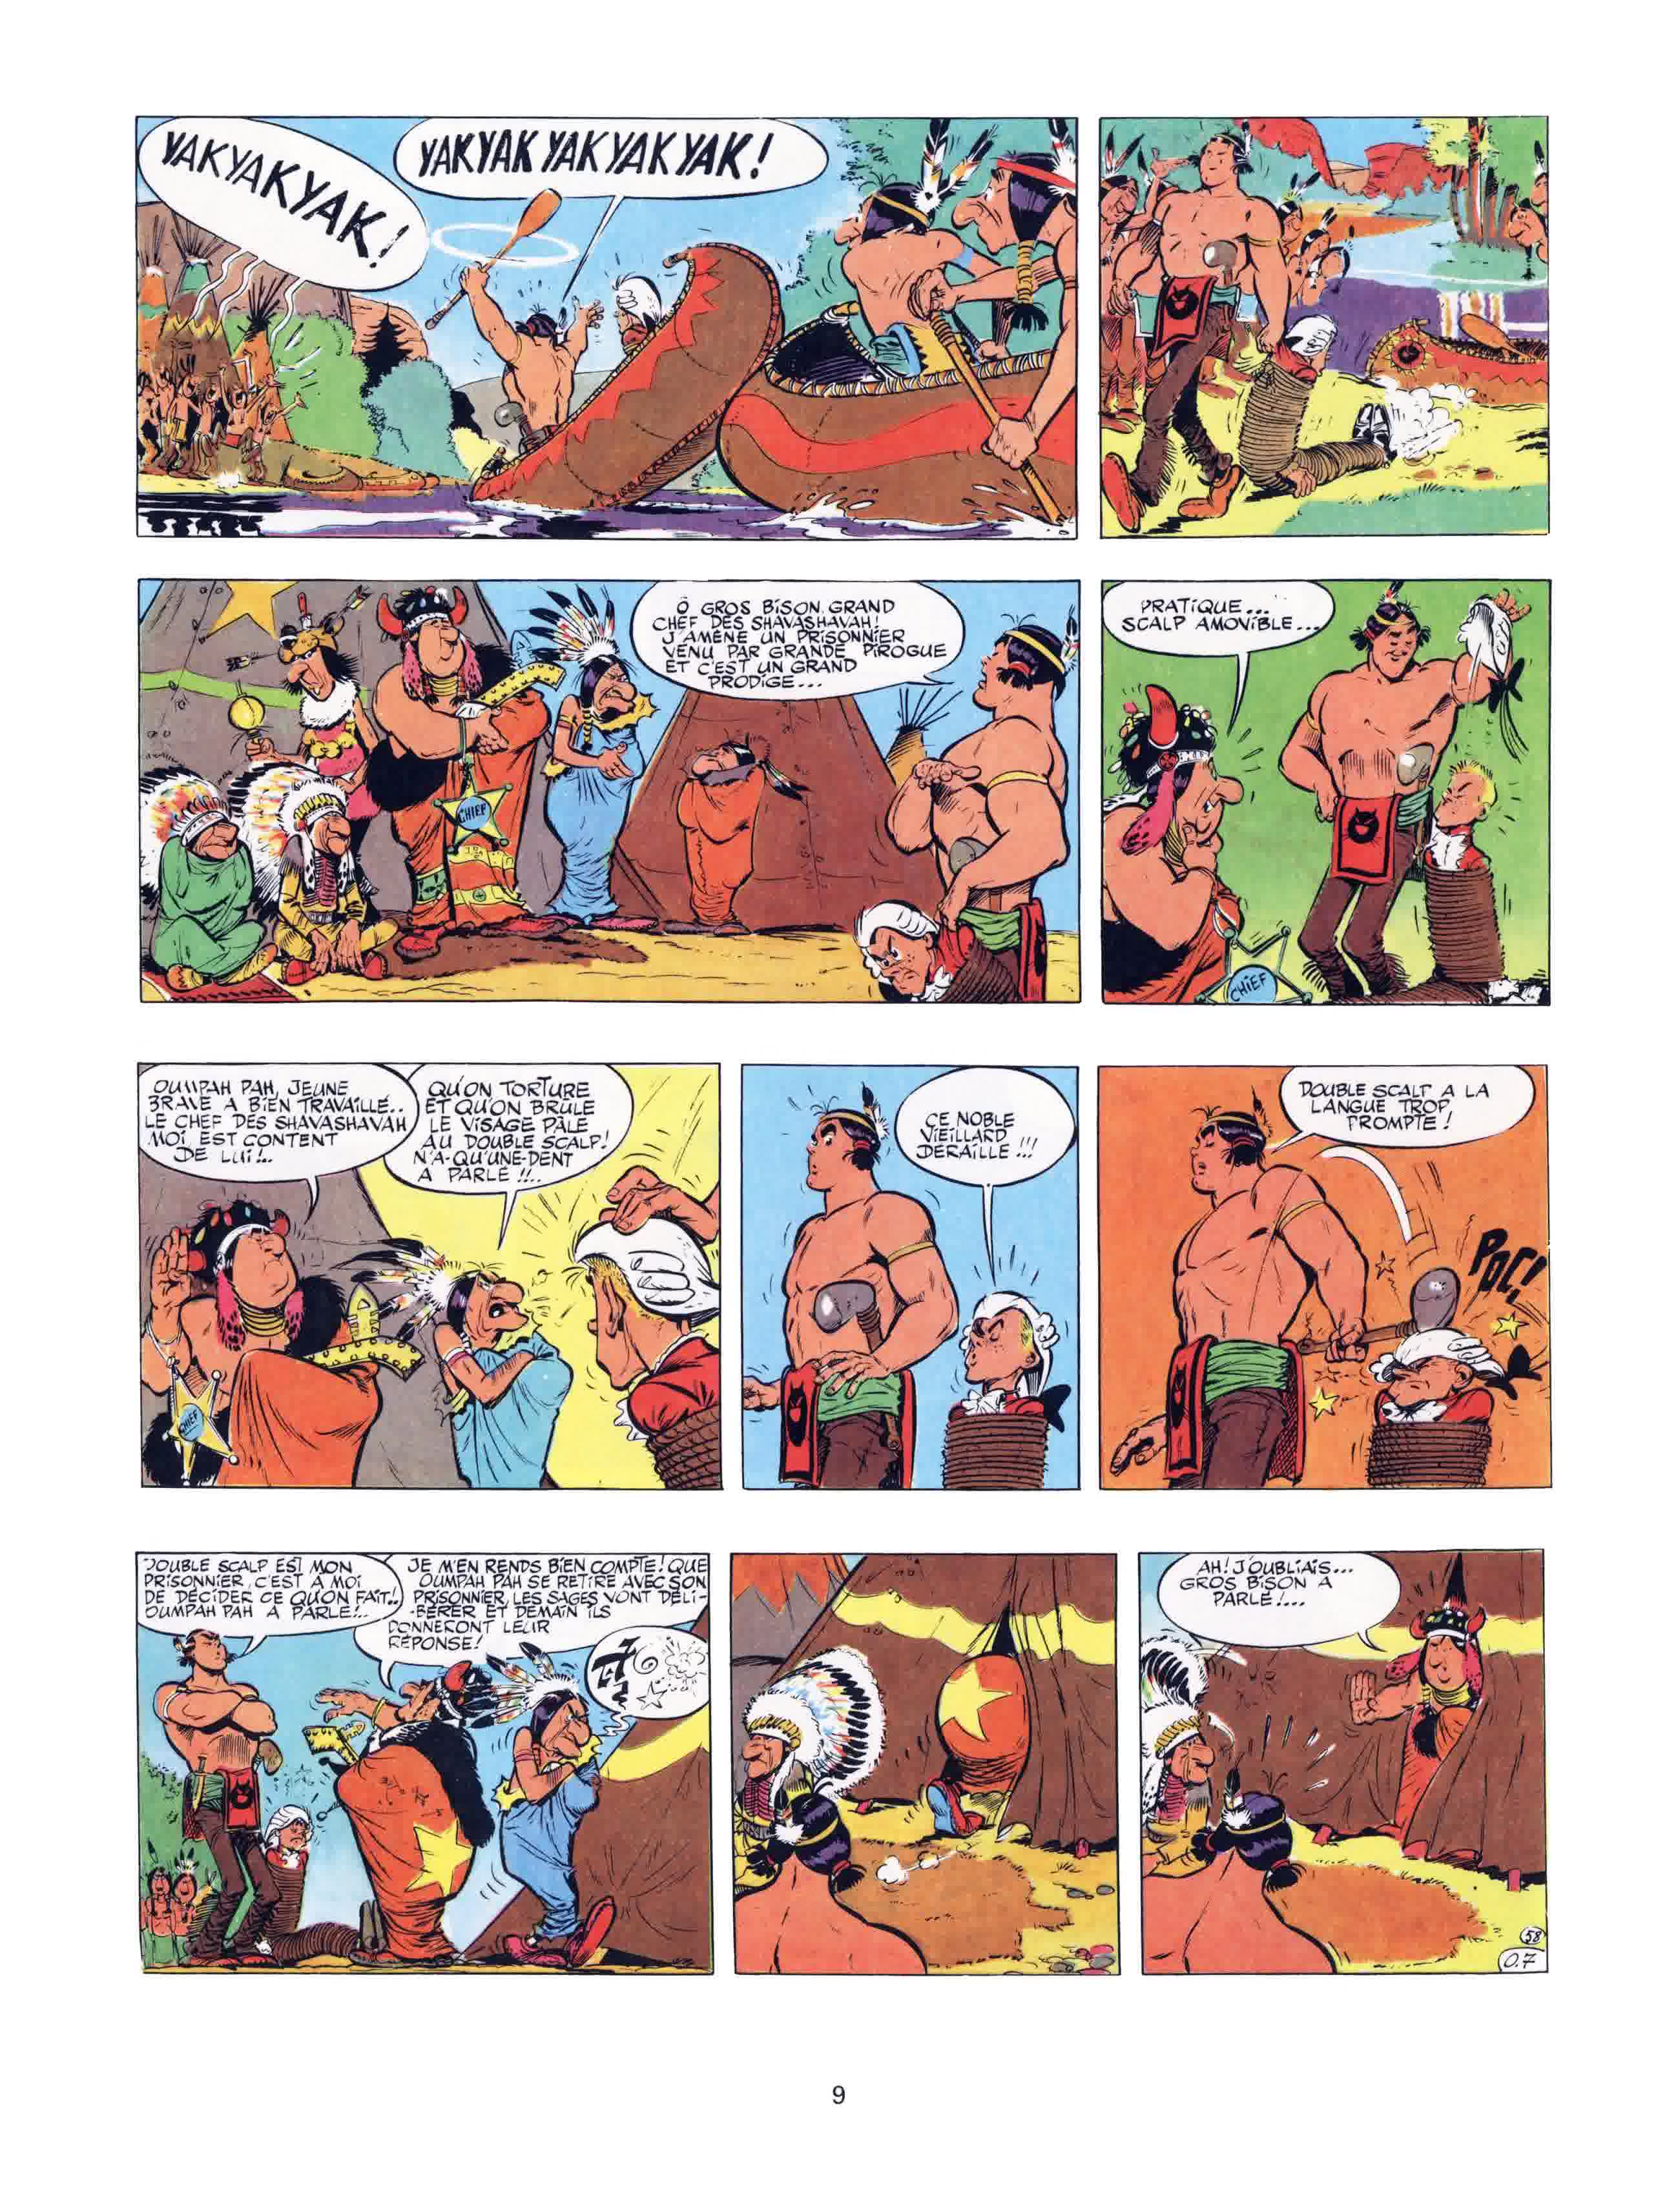 YAKYAKYAK!
YAKYAK YAKYAKYAK!
Ô GROS BISON, GRAND
CHEF DES SHAVASHAVAH!
J'AMÈNE UN PRISONNIER
VENU PAR GRANDE PIROGUE
ET C'EST UN GRAND
PRODIGE...
CHIEF
PRATIQUE...
SCALP AMOVIBLE...
CHIEF
OUMPAH PAH, JEUNE
BRAVE A BIEN TRAVAILLÉ..
LE CHEF DES SHAVASHAVAH
MOI, EST CONTENT
DE LUI!..
QU'ON TORTURE
ET QU'ON BRÛLE
LE VISAGE PÂLE
AU DOUBLE SCALP!
N'A-QU'UNE-DENT
A PARLÉ!!..
CHIEF
CE NOBLE
VIEILLARD
DÉRAILLE!!!
DOUBLE SCALP A LA
LANGUE TROP
PROMPTE!
POC!
DOUBLE SCALP EST MON
PRISONNIER, C'EST À MOI
DE DÉCIDER CE QU'ON FAIT!.
OUMPAH PAH A PARLÉ!..
JE M'EN RENDS BIEN COMPTE! QUE
OUMPAH PAH SE RETIRE AVEC SON
PRISONNIER, LES SAGES VONT DÉLI-
-BÉRER ET DEMAIN ILS
DONNERONT LEUR
RÉPONSE!
AH! J'OUBLIAIS...
GROS BISON A
PARLÉ!...
58
O.7
9